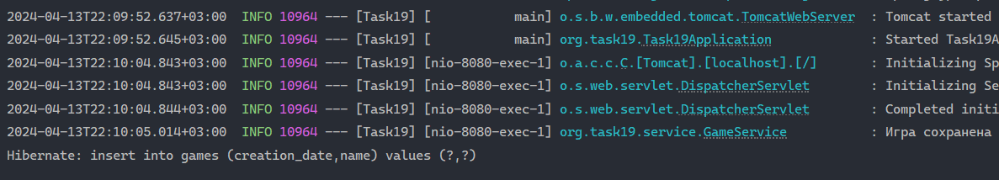 2024-04-13T22:09:52.637+03:00  INFO 10964 --- [Task19] [           main] o.s.b.w.embedded.tomcat.TomcatWebServer  : Tomcat started
2024-04-13T22:09:52.645+03:00  INFO 10964 --- [Task19] [           main] org.task19.Task19Application             : Started Task19A
2024-04-13T22:10:04.843+03:00  INFO 10964 --- [Task19] [nio-8080-exec-1] o.a.c.c.C.[Tomcat].[localhost].[/]       : Initializing Sp
2024-04-13T22:10:04.843+03:00  INFO 10964 --- [Task19] [nio-8080-exec-1] o.s.web.servlet.DispatcherServlet        : Initializing Se
2024-04-13T22:10:04.844+03:00  INFO 10964 --- [Task19] [nio-8080-exec-1] o.s.web.servlet.DispatcherServlet        : Completed initi
2024-04-13T22:10:05.014+03:00  INFO 10964 --- [Task19] [nio-8080-exec-1] org.task19.service.GameService           : Игра сохранена
Hibernate: insert into games (creation_date,name) values (?,?)